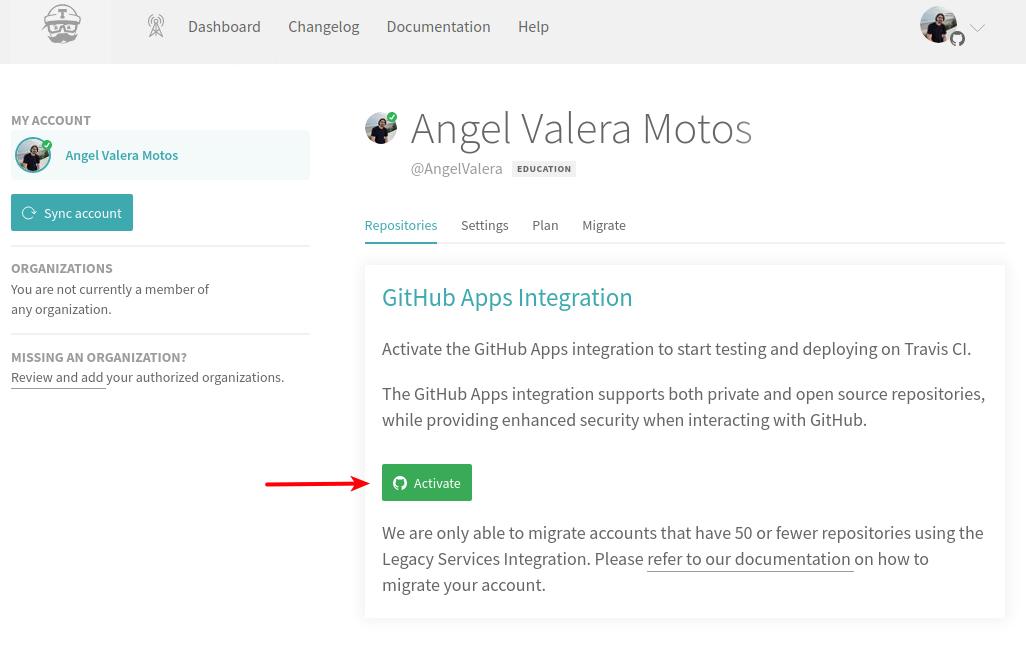 Dashboard Changelog Documentation Help
MY ACCOUNT
Angel Valera Motos
Sync account
ORGANIZATIONS
You are not currently a member of
any organization.
MISSING AN ORGANIZATION?
Review and add your authorized organizations.
Angel Valera Motos
@AngelValera EDUCATION
Repositories Settings Plan Migrate
GitHub Apps Integration
Activate the GitHub Apps integration to start testing and deploying on Travis CI.
The GitHub Apps integration supports both private and open source repositories,
while providing enhanced security when interacting with GitHub.
Activate
We are only able to migrate accounts that have 50 or fewer repositories using the
Legacy Services Integration. Please refer to our documentation on how to
migrate your account.